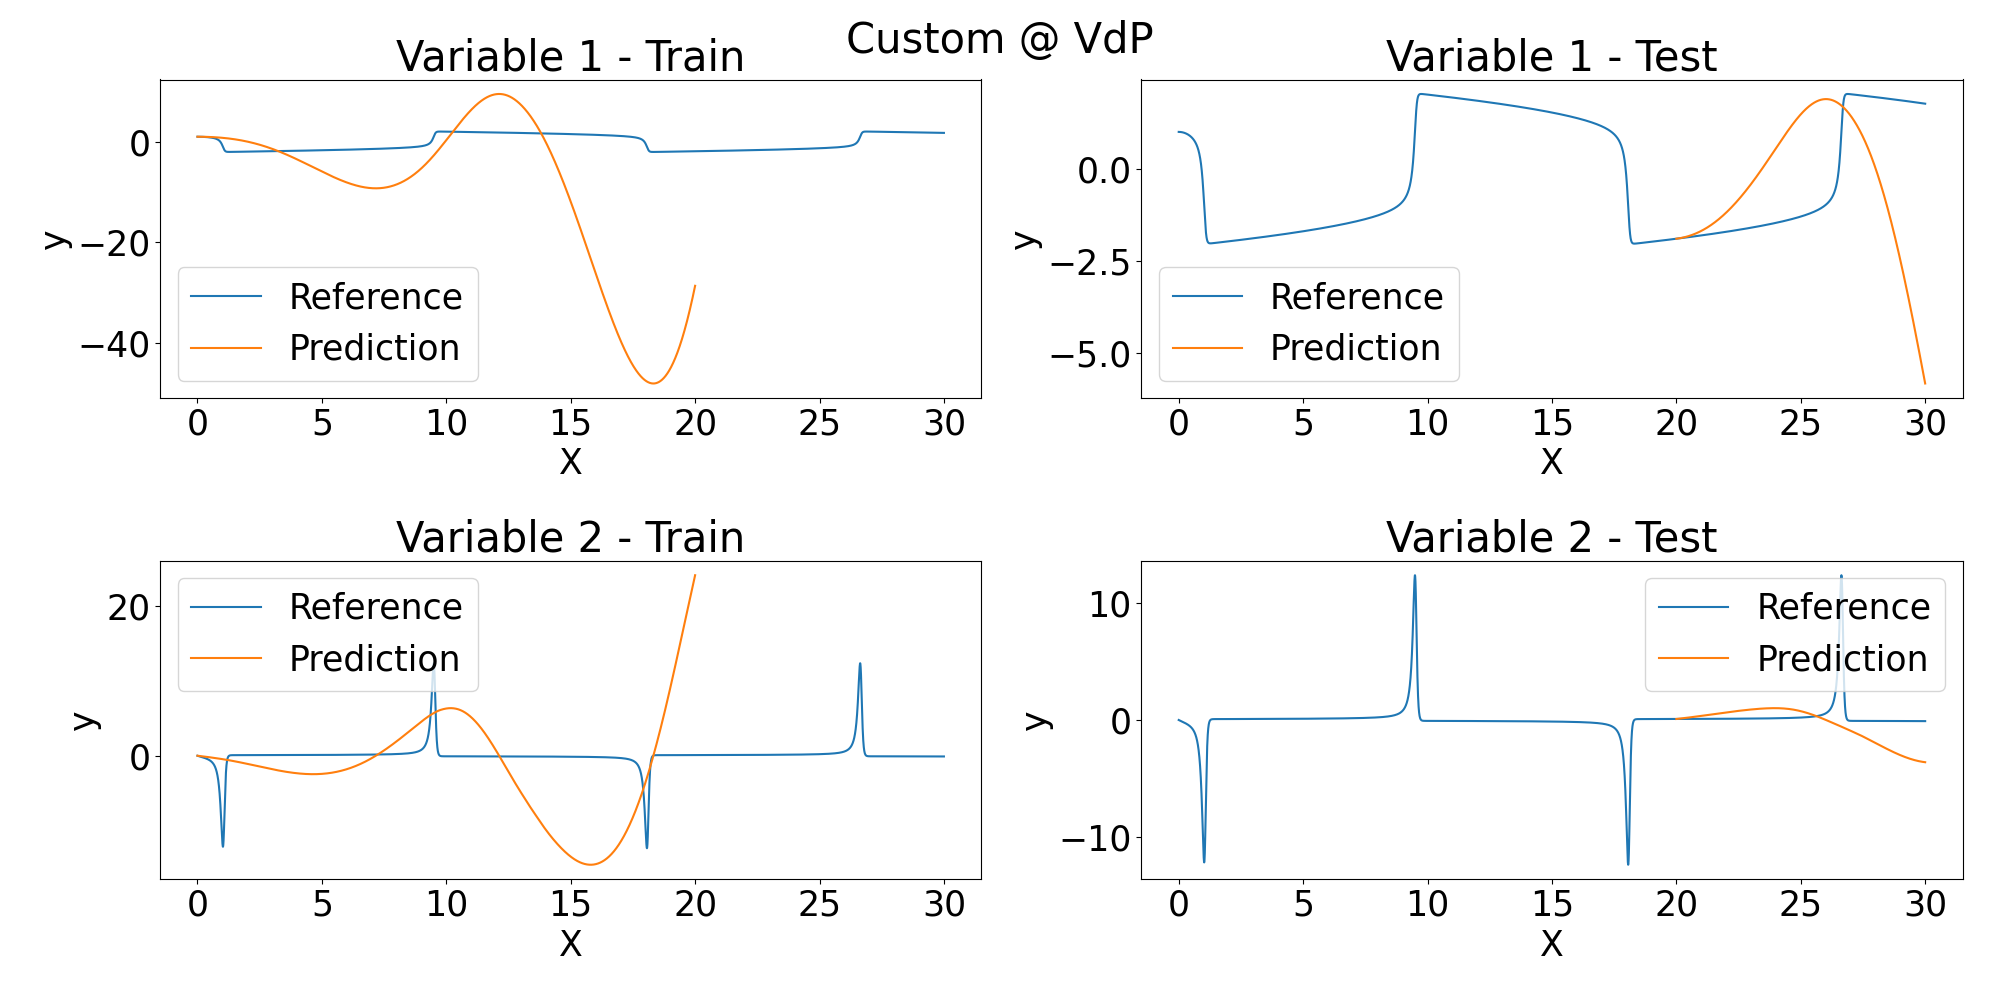 Custom @ VdP
Variable 1 - Train
0
−20
−40
y
Reference
Prediction
0 5 10 15 20 25 30
X
Variable 1 - Test
0.0
−2.5
−5.0
y
Reference
Prediction
0 5 10 15 20 25 30
X
Variable 2 - Train
20
0
y
Reference
Prediction
0 5 10 15 20 25 30
X
Variable 2 - Test
10
0
−10
y
Reference
Prediction
0 5 10 15 20 25 30
X